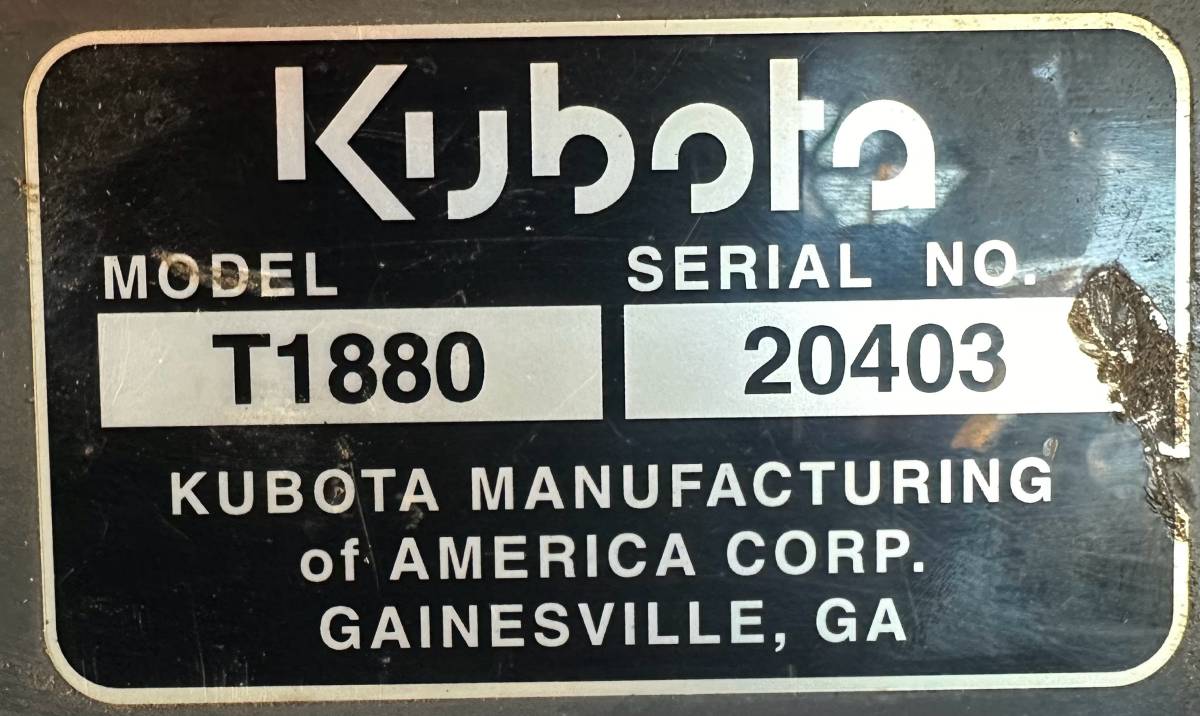 Kubota
MODEL SERIAL NO.
T1880 20403
KUBOTA MANUFACTURING
of AMERICA CORP.
GAINESVILLE, GA